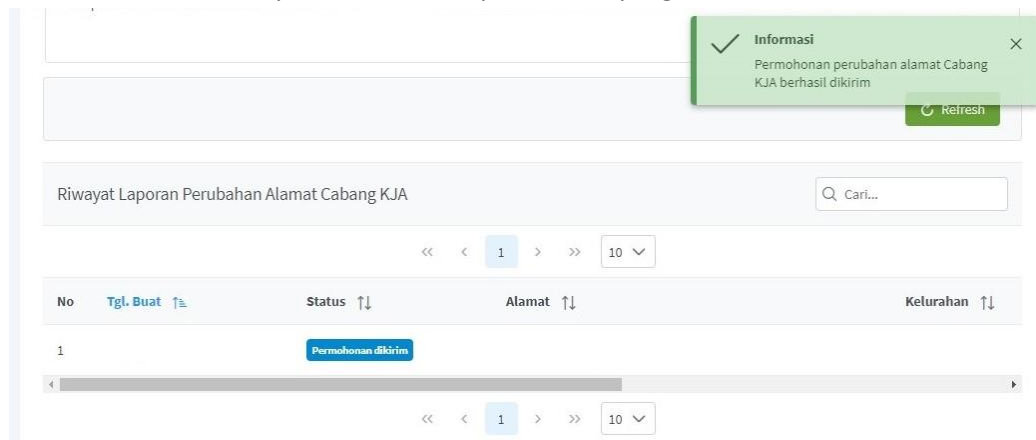 Informasi
Permohonan perubahan alamat Cabang
KJA berhasil dikirim
Refresh
Riwayat Laporan Perubahan Alamat Cabang KJA
Cari...
<< < 1 > >> 10
No Tgl. Buat Status Alamat Kelurahan
1 Permohonan dikirim
<< < 1 > >> 10